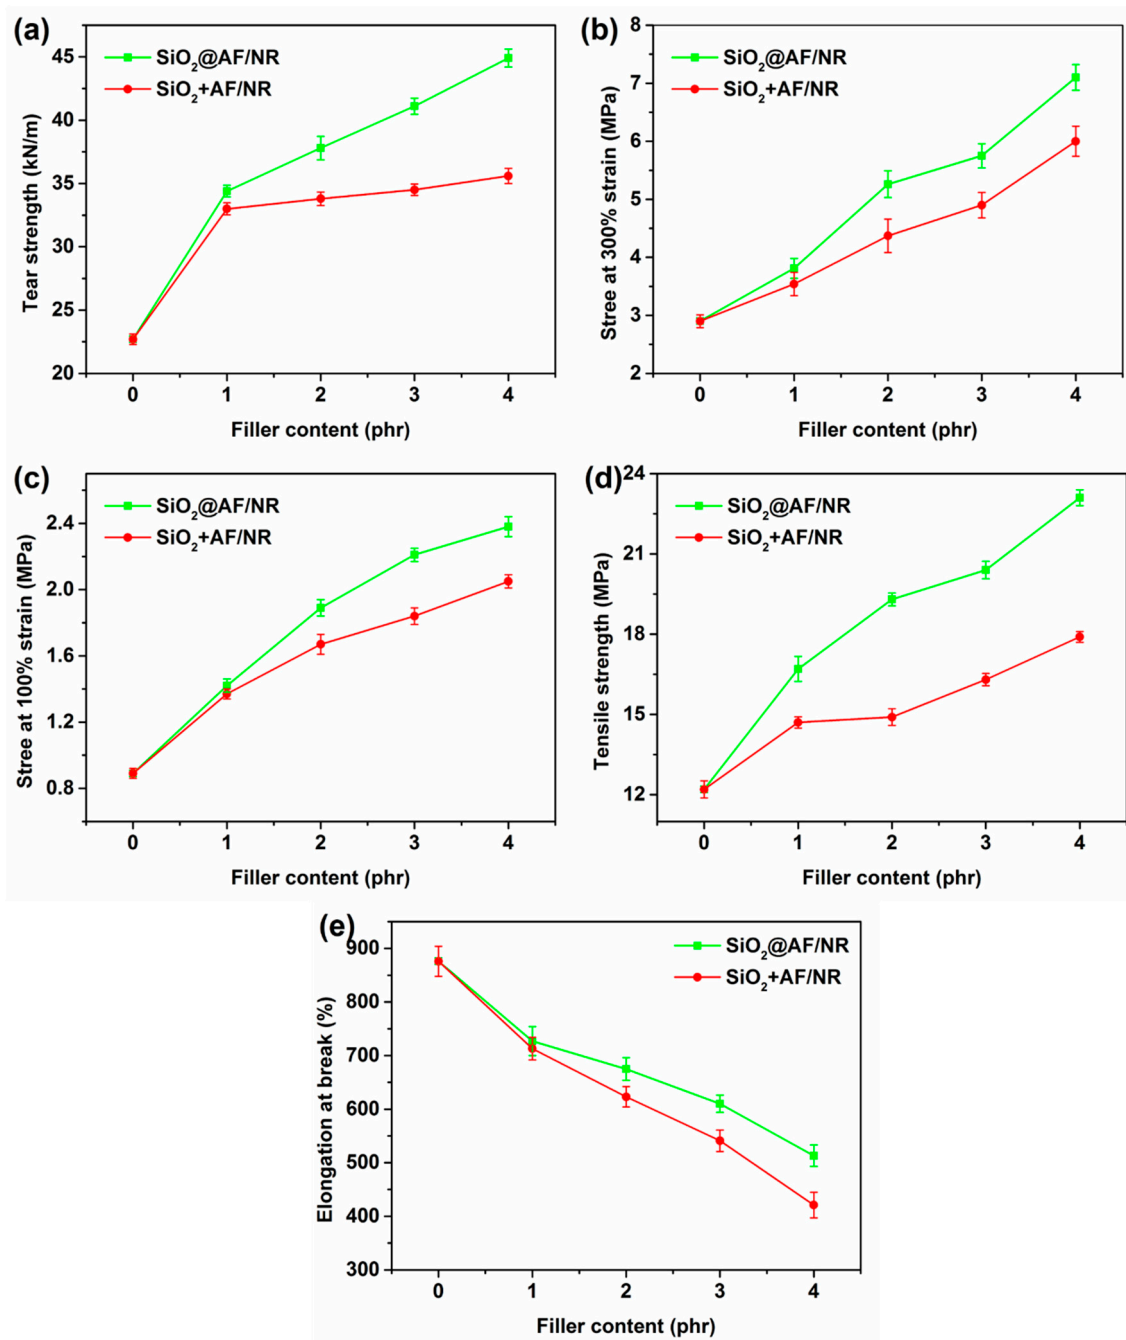 (a)
SiO₂@AF/NR
SiO₂+AF/NR
45
40
35
30
25
20
Tear strength (kN/m)
0 1 2 3 4
Filler content (phr)
(b)
SiO₂@AF/NR
SiO₂+AF/NR
8
7
6
5
4
3
2
Stree at 300% strain (MPa)
0 1 2 3 4
Filler content (phr)
(c)
SiO₂@AF/NR
SiO₂+AF/NR
2.4
2.0
1.6
1.2
0.8
Stree at 100% strain (MPa)
0 1 2 3 4
Filler content (phr)
(d)
SiO₂@AF/NR
SiO₂+AF/NR
24
21
18
15
12
Tensile strength (MPa)
0 1 2 3 4
Filler content (phr)
(e)
SiO₂@AF/NR
SiO₂+AF/NR
900
800
700
600
500
400
300
Elongation at break (%)
0 1 2 3 4
Filler content (phr)